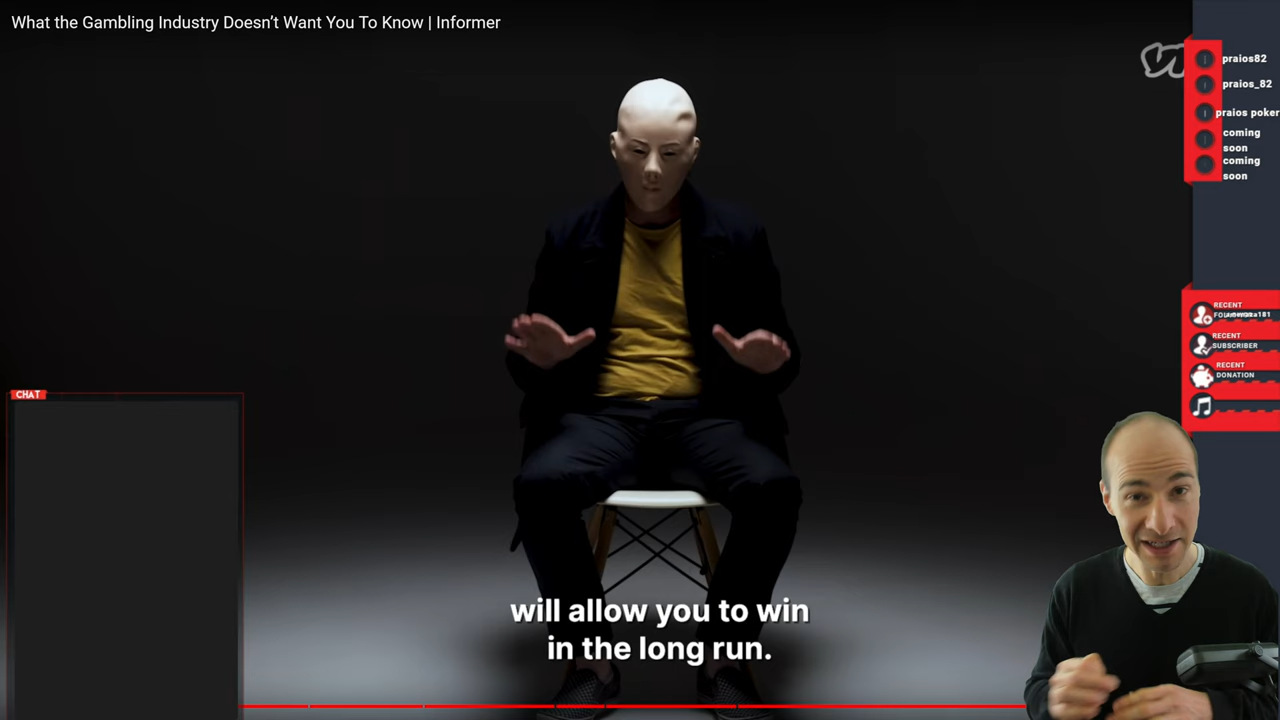 What the Gambling Industry Doesn’t Want You To Know | Informer
praios82
praios_82
praios poker
coming
soon
coming
soon
RECENT
RECENT
SUBSCRIBER
RECENT
DONATION
CHAT
will allow you to win
in the long run.